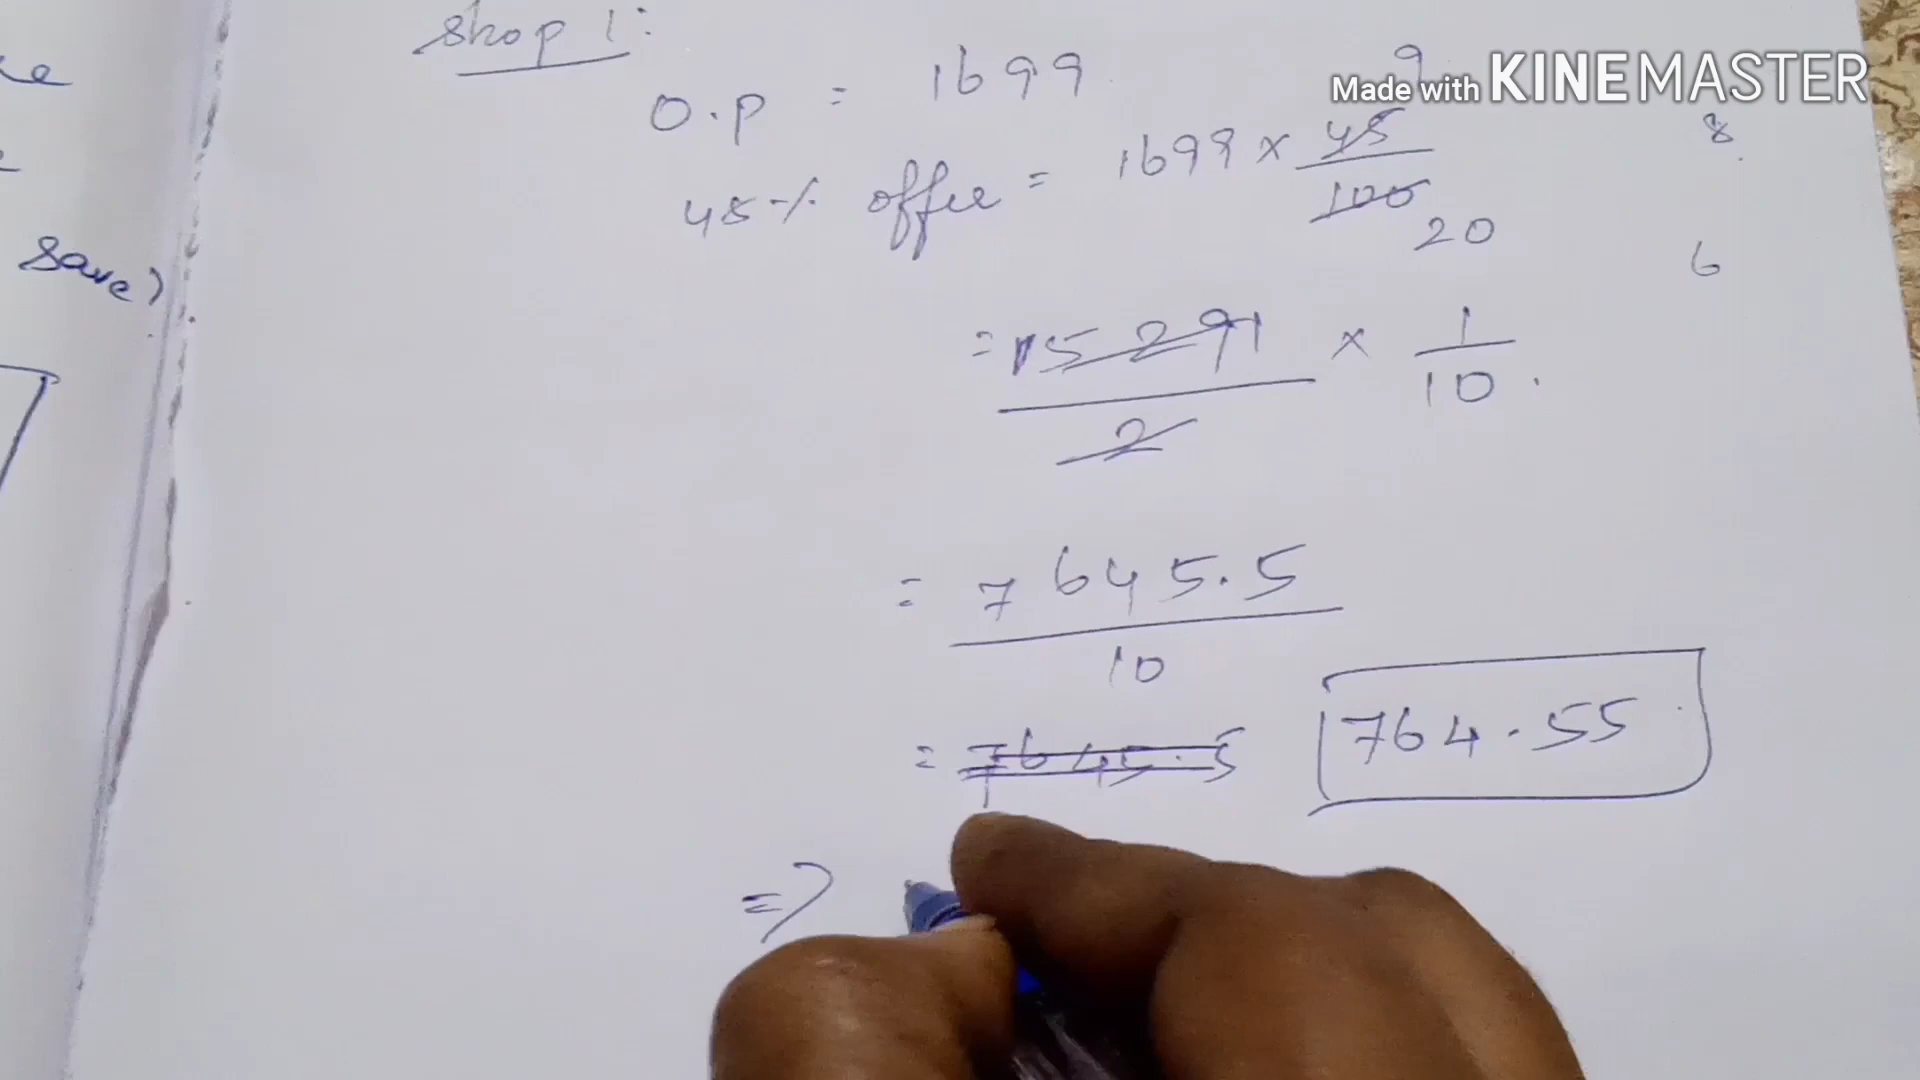 Shop 1:
O.P = 1699
9
Made with KINEMASTER
45% offer = 1699 × 45/100
20
8
6
save)
= 15291/2 × 1/10
= 7645.5/10
= 7645.5 764.55
=>